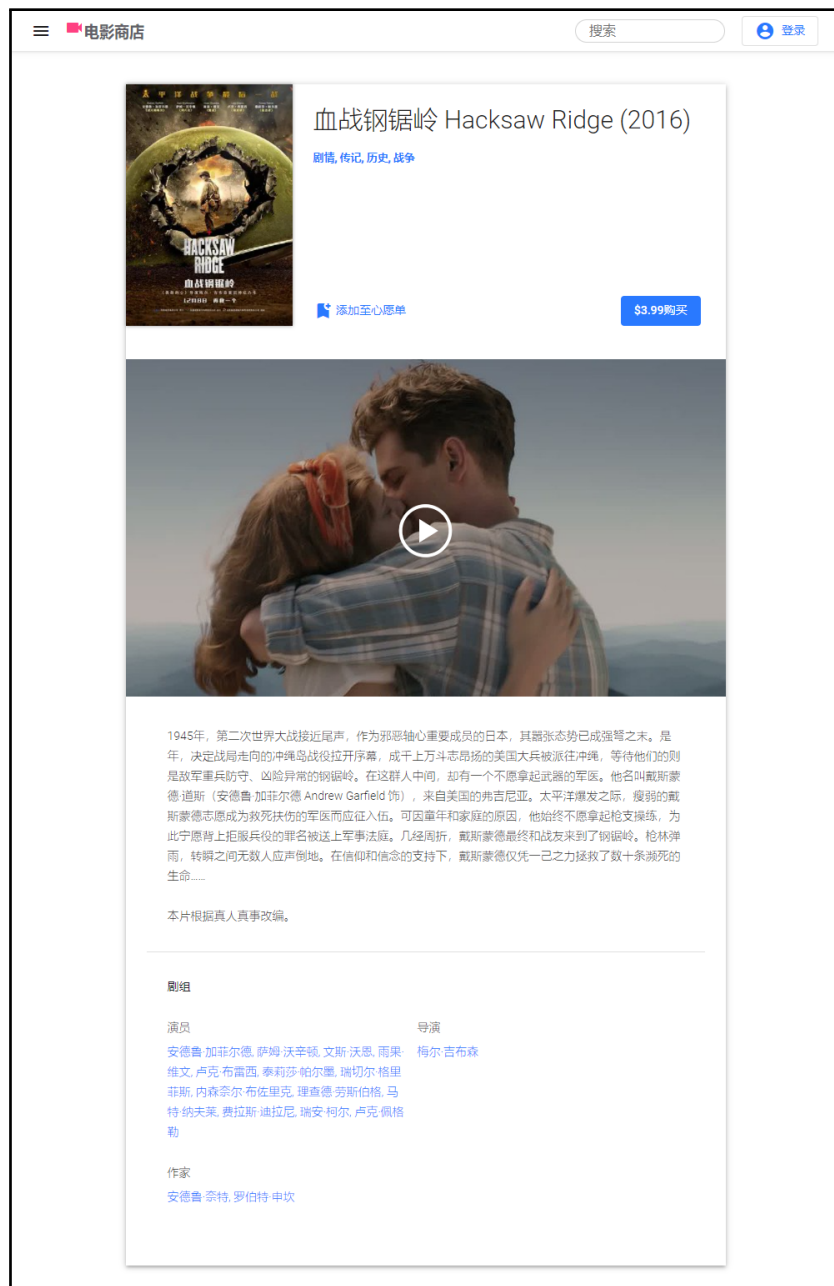 电影商店
搜索
登录
太平洋战争最后一战
HACKSAW
RIDGE
血战钢锯岭
12月8日 再救一个
血战钢锯岭 Hacksaw Ridge (2016)
剧情, 传记, 历史, 战争
添加至心愿单
$3.99购买
1945年，第二次世界大战接近尾声，作为邪恶轴心重要成员的日本，其嚣张态势已成强弩之末。是
年，决定战局走向的冲绳岛战役拉开序幕，成千上万斗志昂扬的美国大兵被派往冲绳，等待他们的则
是敌军重兵防守、凶险异常的钢锯岭。在这群人中间，却有一个不愿拿起武器的军医。他名叫戴斯蒙
德·道斯（安德鲁·加菲尔德 Andrew Garfield 饰），来自美国的弗吉尼亚。太平洋爆发之际，瘦弱的戴
斯蒙德志愿成为救死扶伤的军医而应征入伍。可因童年和家庭的原因，他始终不愿拿起枪支操练，为
此宁愿背上拒服兵役的罪名被送上军事法庭。几经周折，戴斯蒙德最终和战友来到了钢锯岭。枪林弹
雨，转瞬之间无数人应声倒地。在信仰和信念的支持下，戴斯蒙德仅凭一己之力拯救了数十条濒死的
生命……
本片根据真人真事改编。
剧组
演员
安德鲁·加菲尔德, 萨姆·沃辛顿, 文斯·沃恩, 雨果·
维文, 卢克·布雷西, 泰莉莎·帕尔墨, 瑞切尔·格里
菲斯, 内森奈尔·布佐里克, 理查德·劳斯伯格, 马
特·纳夫莱, 费拉斯·迪拉尼, 瑞安·柯尔, 卢克·佩格
勒
导演
梅尔·吉布森
作家
安德鲁·奈特, 罗伯特·申坎